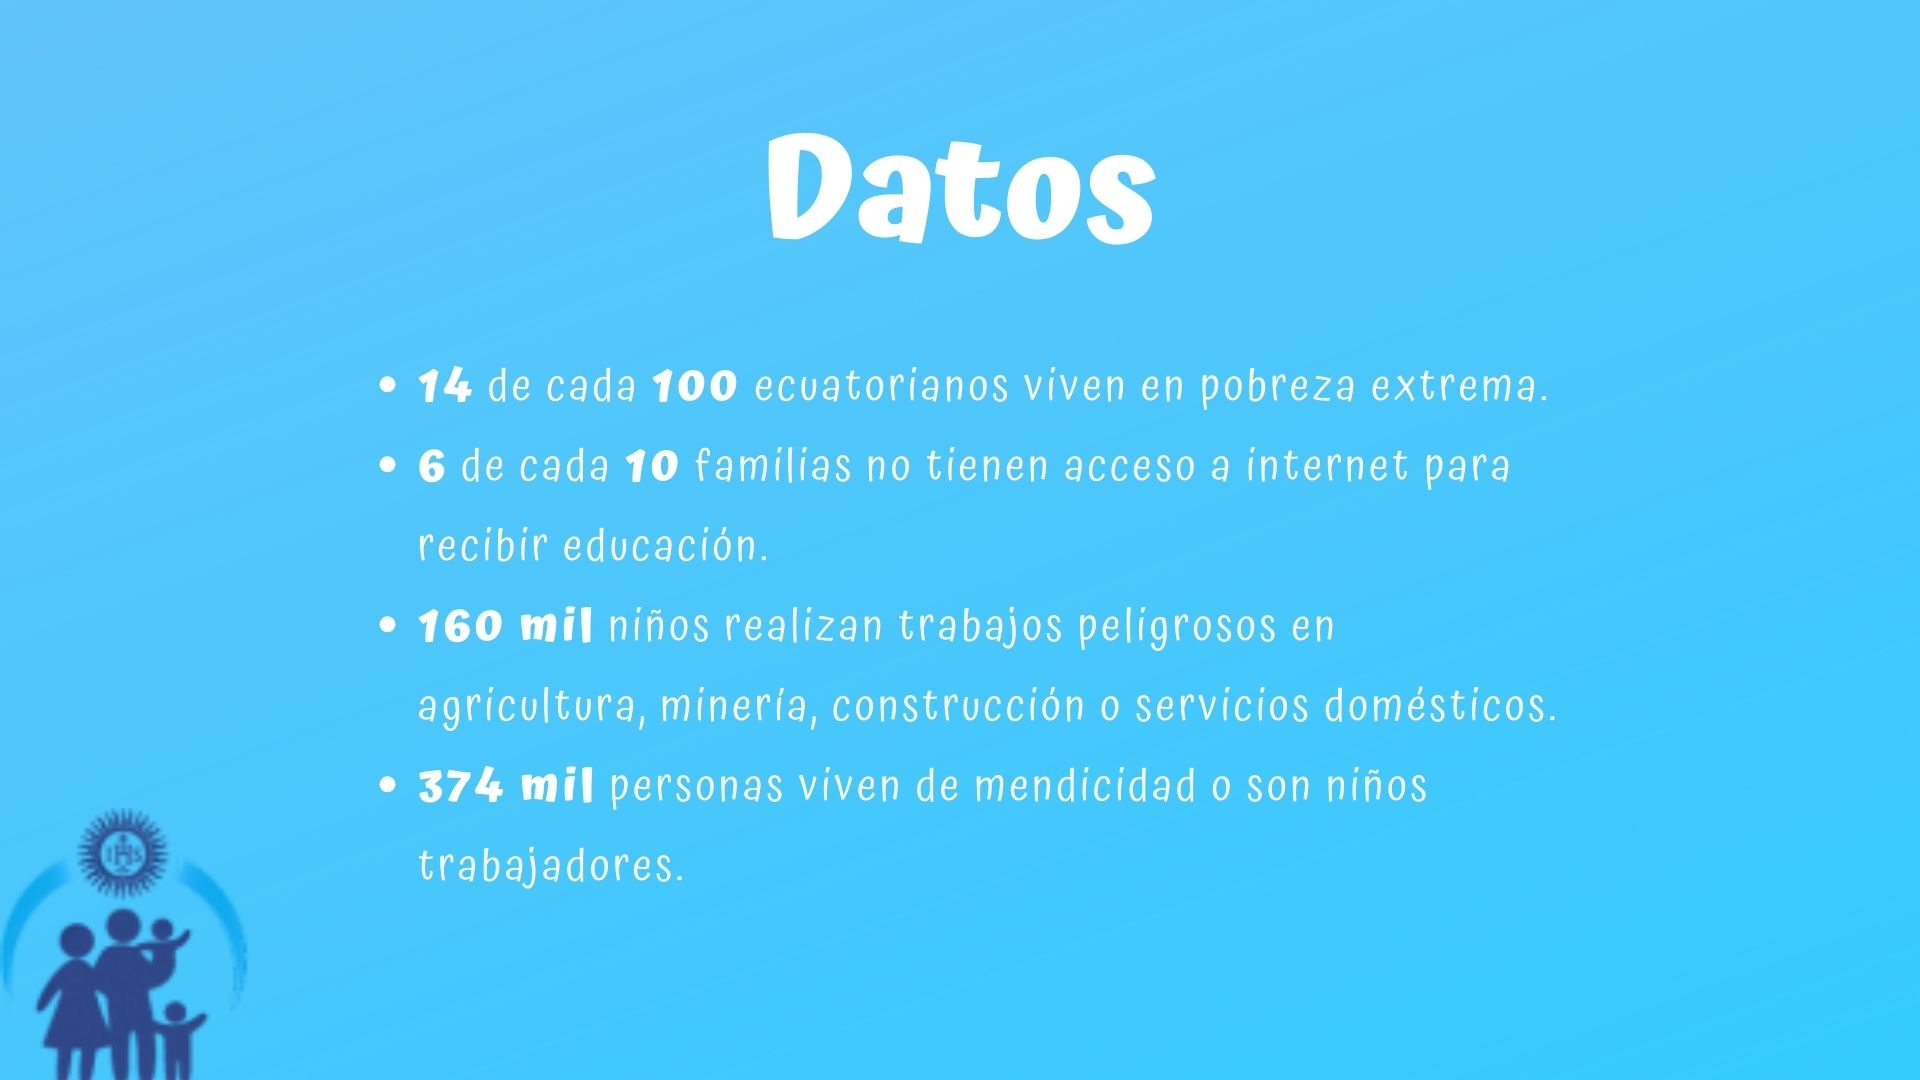 Datos
• 14 de cada 100 ecuatorianos viven en pobreza extrema.
• 6 de cada 10 familias no tienen acceso a internet para
recibir educación.
• 160 mil niños realizan trabajos peligrosos en
agricultura, minería, construcción o servicios domésticos.
• 374 mil personas viven de mendicidad o son niños
trabajadores.
IHS